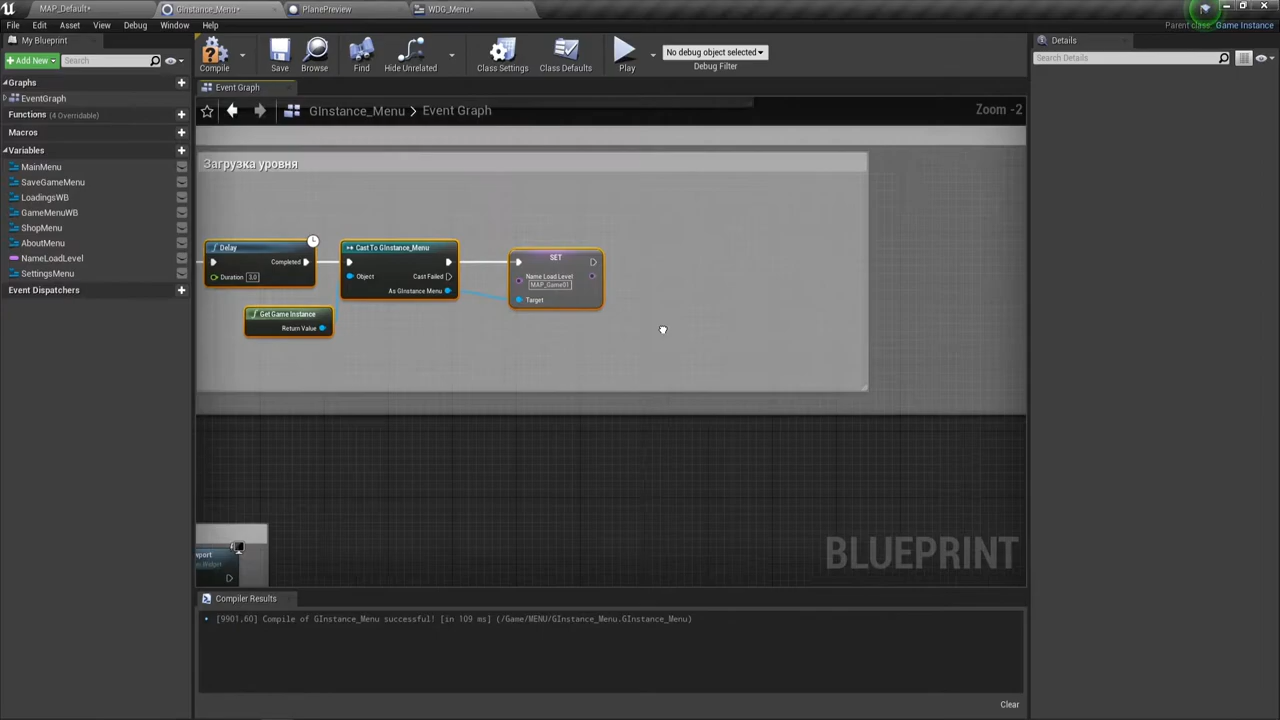 MAP_Default*
GInstance_Menu*
PlanePreview
WDG_Menu*
File Edit Asset View Debug Window Help
Parent class: Game Instance
My Blueprint
Add New
Search
Compile
Save
Browse
Find
Hide Unrelated
Class Settings
Class Defaults
Play
No debug object selected
Debug Filter
Details
Search Details
Graphs
EventGraph
Functions (4 Overridable)
Macros
Variables
MainMenu
SaveGameMenu
LoadingsWB
GameMenuWB
ShopMenu
AboutMenu
NameLoadLevel
SettingsMenu
Event Dispatchers
Event Graph
GInstance_Menu > Event Graph
Zoom -2
Загрузка уровня
f Delay
Completed
Duration 3.0
f Get Game Instance
Return Value
Cast To GInstance_Menu
Object
Cast Failed
As GInstance Menu
SET
Name Load Level
MAP_Game01
Target
wport
BLUEPRINT
Compiler Results
[9901,60] Compile of GInstance_Menu successful! [in 109 ms] (/Game/MENU/GInstance_Menu.GInstance_Menu)
Clear